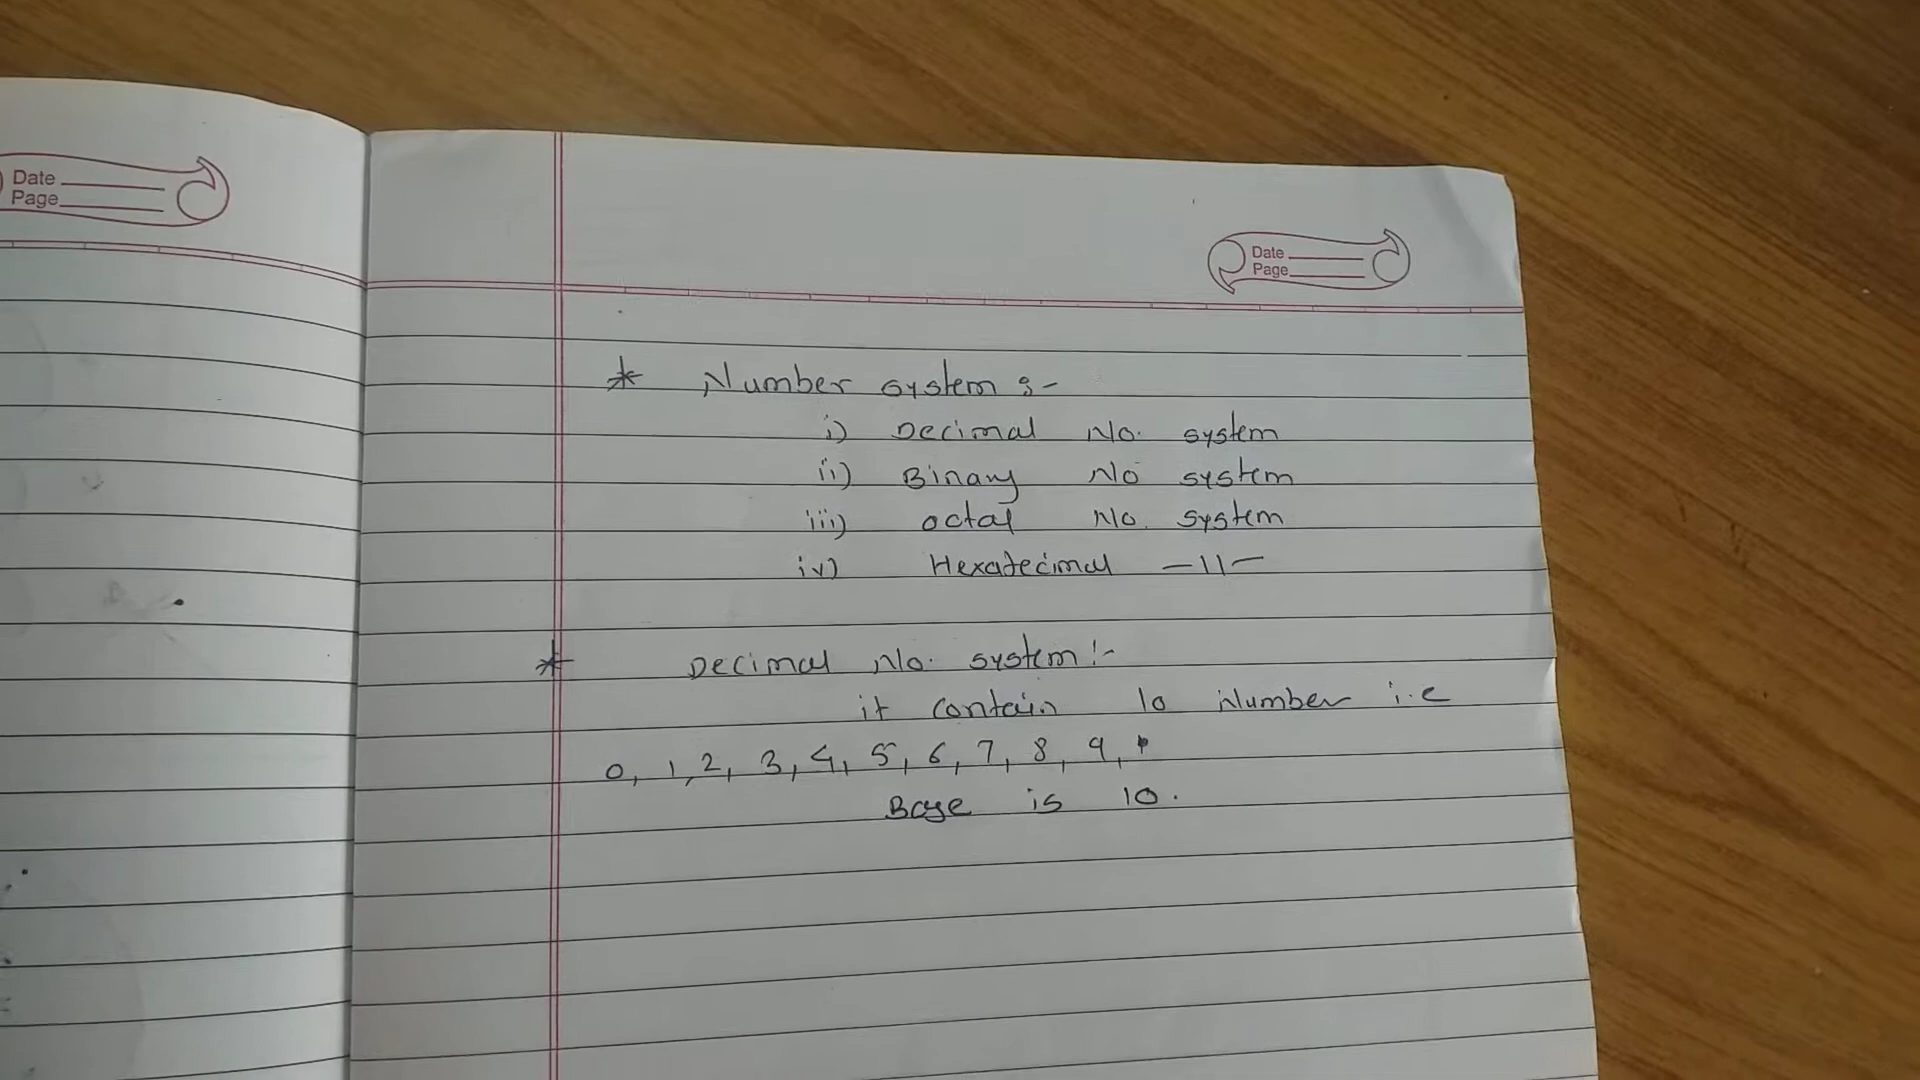 Date
Page
Date
Page
* Number system :-
i) Decimal No. system
ii) Binary No system
iii) octal No. system
iv) Hexadecimal —11—
* Decimal No. system :-
it contain 10 Number i.e
0, 1, 2, 3, 4, 5, 6, 7, 8, 9,
Base is 10.